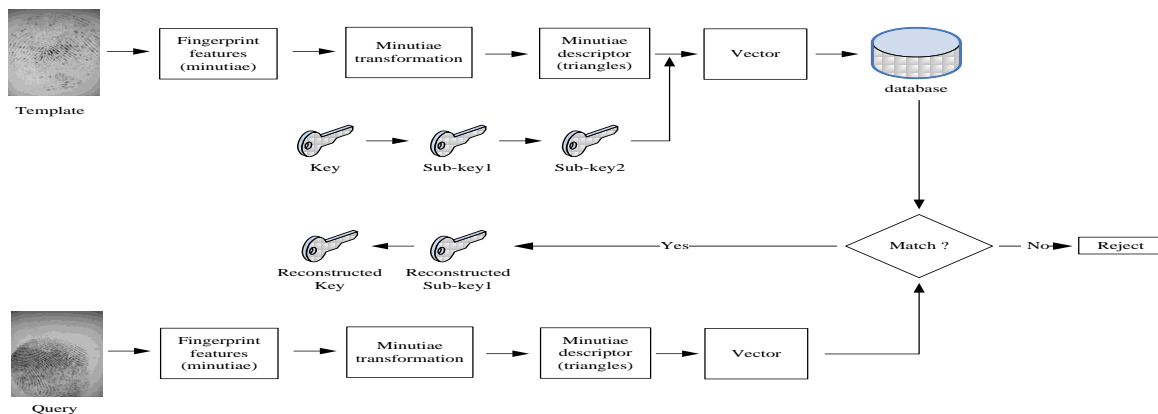 Template
Fingerprint
features
(minutiae)
Minutiae
transformation
Minutiae
descriptor
(triangles)
Vector
database
Key
Sub-key1
Sub-key2
Match ?
Yes
No
Reject
Reconstructed
Key
Reconstructed
Sub-key1
Query
Fingerprint
features
(minutiae)
Minutiae
transformation
Minutiae
descriptor
(triangles)
Vector